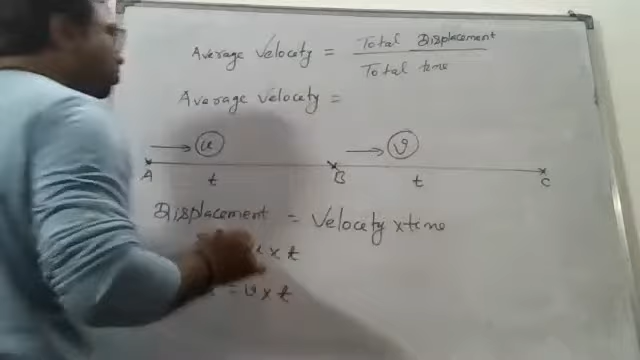 Average Velocity = Total Displacement
Total time
Average velocity =
u v
A t B t C
Displacement = Velocity x time
x t
= v x t